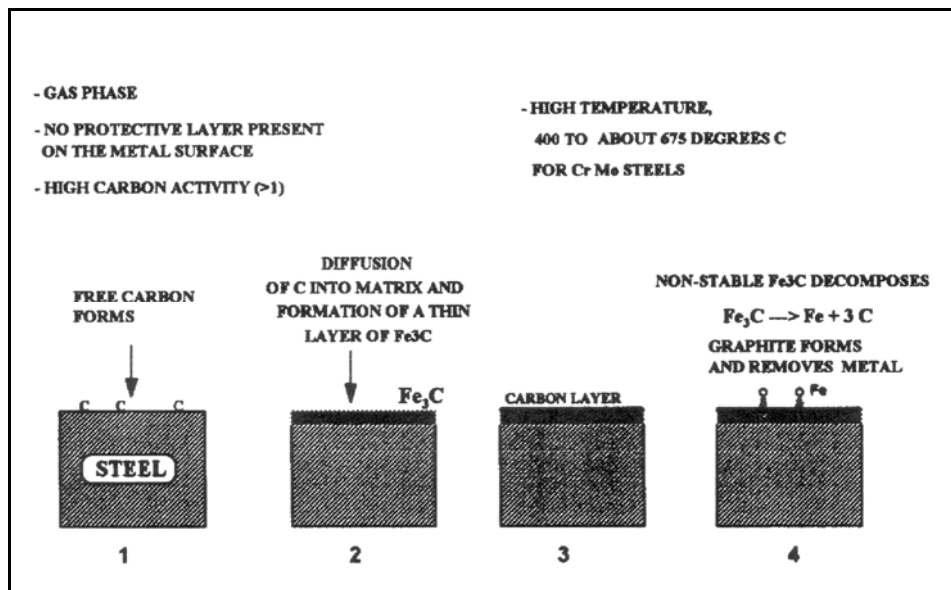 - GAS PHASE
- NO PROTECTIVE LAYER PRESENT
ON THE METAL SURFACE
- HIGH CARBON ACTIVITY (>1)
- HIGH TEMPERATURE,
400 TO ABOUT 675 DEGREES C
FOR Cr Mo STEELS
FREE CARBON
FORMS
C C C
STEEL
1
DIFFUSION
OF C INTO MATRIX AND
FORMATION OF A THIN
LAYER OF Fe3C
Fe₃C
2
CARBON LAYER
3
NON-STABLE Fe3C DECOMPOSES
Fe₃C ---> Fe + 3 C
GRAPHITE FORMS
AND REMOVES METAL
Fe
4